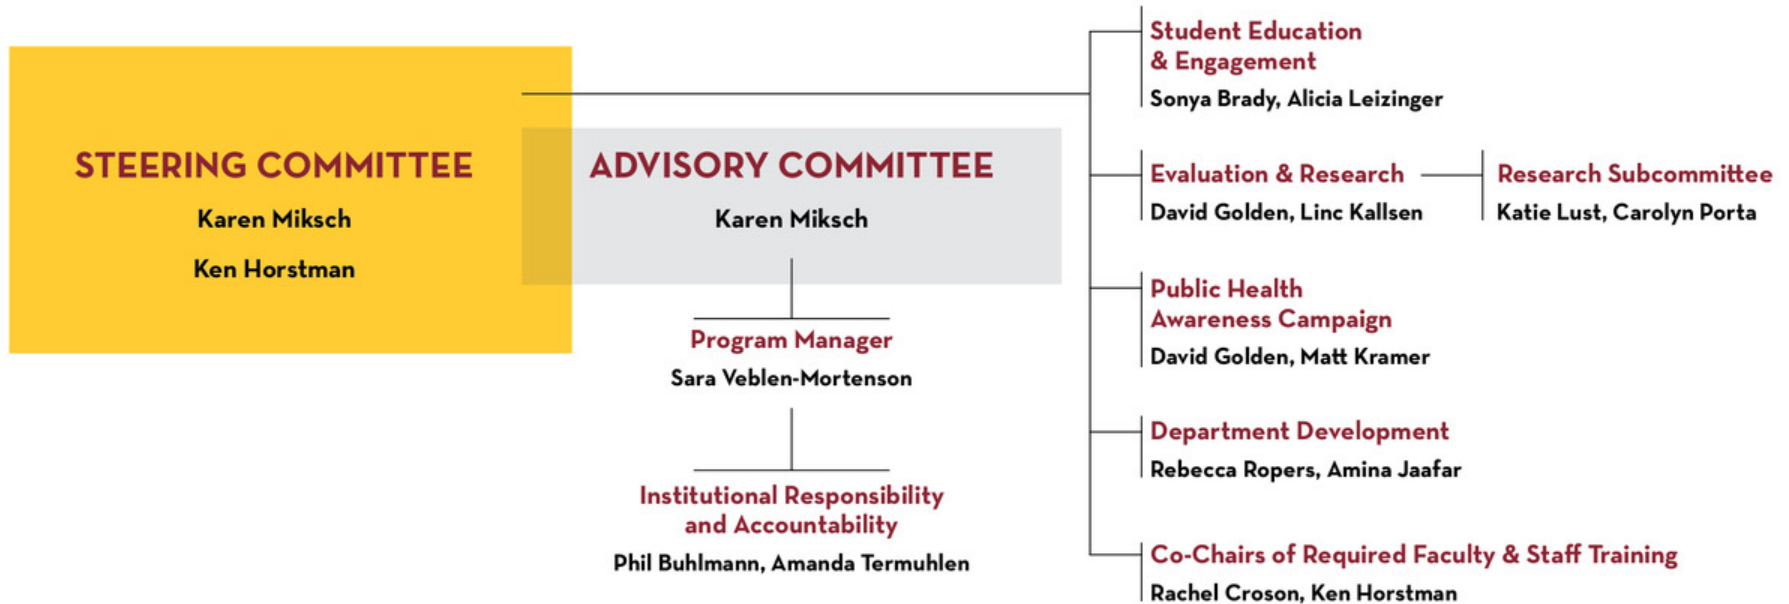 STEERING COMMITTEE
Karen Miksch
Ken Horstman
ADVISORY COMMITTEE
Karen Miksch
Program Manager
Sara Veblen-Mortenson
Institutional Responsibility
and Accountability
Phil Buhlmann, Amanda Termuhlen
Student Education
& Engagement
Sonya Brady, Alicia Leizinger
Evaluation & Research
David Golden, Linc Kallsen
Research Subcommittee
Katie Lust, Carolyn Porta
Public Health
Awareness Campaign
David Golden, Matt Kramer
Department Development
Rebecca Ropers, Amina Jaafar
Co-Chairs of Required Faculty & Staff Training
Rachel Croson, Ken Horstman